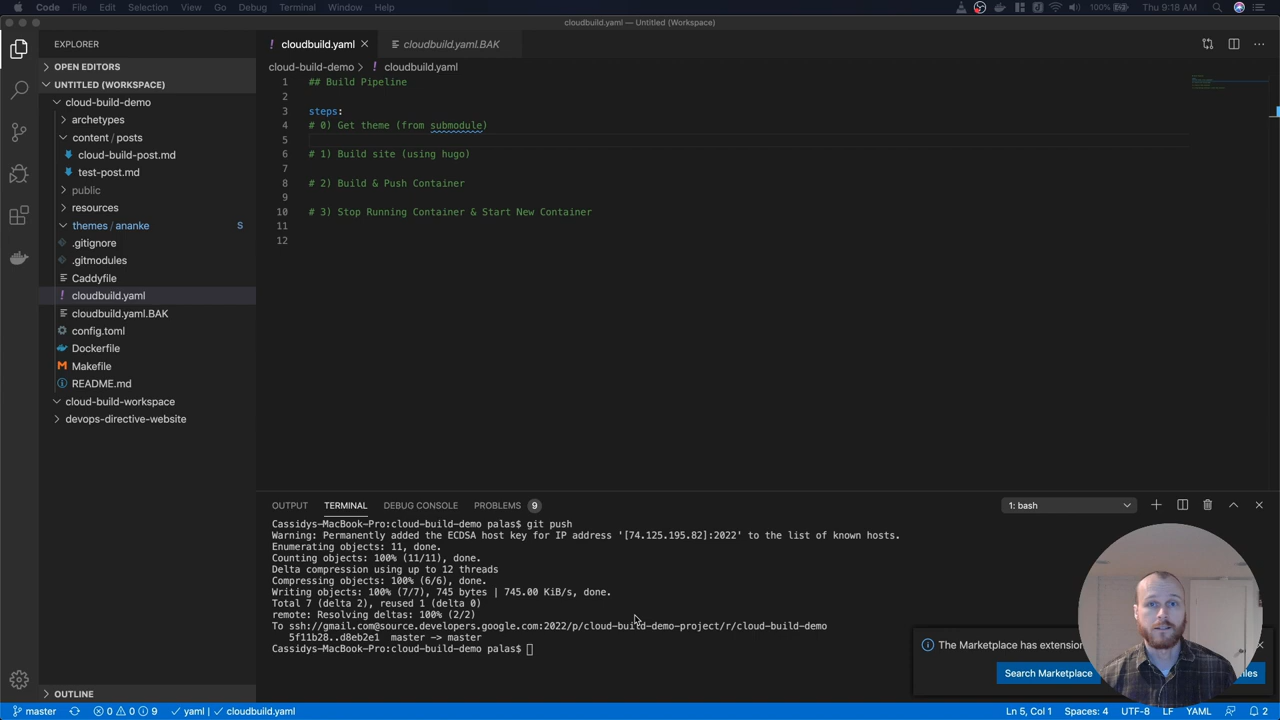 Code File Edit Selection View Go Debug Terminal Window Help
100% Thu 9:18 AM
cloudbuild.yaml — Untitled (Workspace)
EXPLORER
OPEN EDITORS
UNTITLED (WORKSPACE)
cloud-build-demo
archetypes
content / posts
cloud-build-post.md
test-post.md
public
resources
themes / ananke S
.gitignore
.gitmodules
Caddyfile
! cloudbuild.yaml
cloudbuild.yaml.BAK
config.toml
Dockerfile
M Makefile
README.md
cloud-build-workspace
devops-directive-website
OUTLINE
! cloudbuild.yaml cloudbuild.yaml.BAK
cloud-build-demo > ! cloudbuild.yaml
1 ## Build Pipeline
2
3 steps:
4 # 0) Get theme (from submodule)
5
6 # 1) Build site (using hugo)
7
8 # 2) Build & Push Container
9
10 # 3) Stop Running Container & Start New Container
11
12
OUTPUT TERMINAL DEBUG CONSOLE PROBLEMS 9 1: bash
Cassidys-MacBook-Pro:cloud-build-demo palas$ git push
Warning: Permanently added the ECDSA host key for IP address '[74.125.195.82]:2022' to the list of known hosts.
Enumerating objects: 11, done.
Counting objects: 100% (11/11), done.
Delta compression using up to 12 threads
Compressing objects: 100% (6/6), done.
Writing objects: 100% (7/7), 745 bytes | 745.00 KiB/s, done.
Total 7 (delta 2), reused 1 (delta 0)
remote: Resolving deltas: 100% (2/2)
To ssh://gmail.com@source.developers.google.com:2022/p/cloud-build-demo-project/r/cloud-build-demo
5f11b28..d8eb2e1 master -> master
Cassidys-MacBook-Pro:cloud-build-demo palas$
The Marketplace has
Search Marketplace
master 0 0 9 yaml | cloudbuild.yaml Ln 5, Col 1 Spaces: 4 UTF-8 LF YAML 2